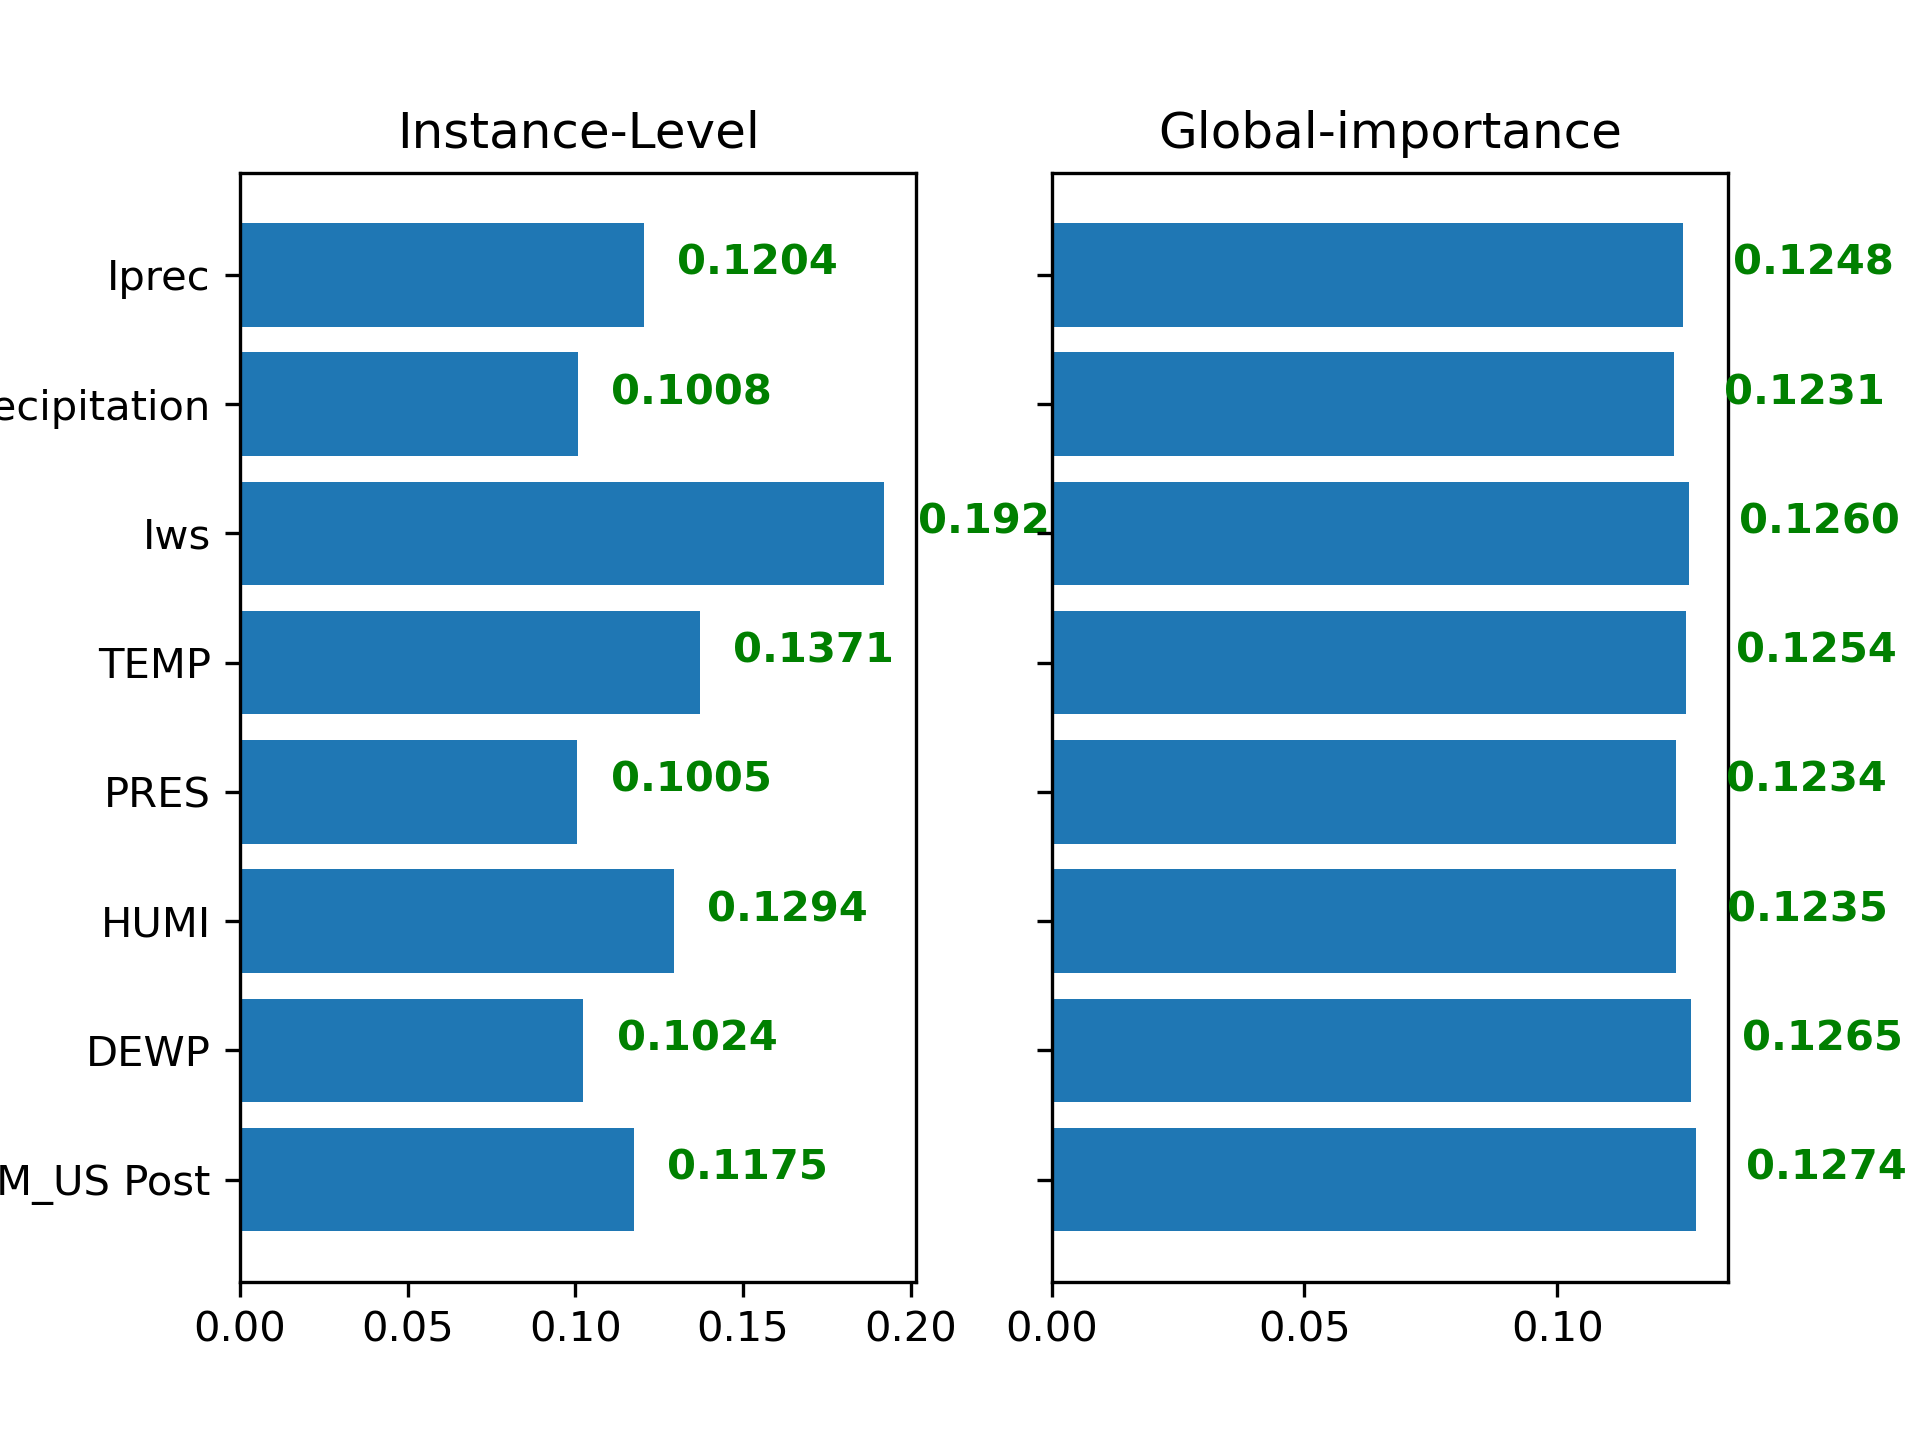 Instance-Level Global-importance
Iprec 0.1204 0.1248
ecipitation 0.1008 0.1231
Iws 0.192 0.1260
TEMP 0.1371 0.1254
PRES 0.1005 0.1234
HUMI 0.1294 0.1235
DEWP 0.1024 0.1265
M_US Post 0.1175 0.1274
0.00 0.05 0.10 0.15 0.20 0.00 0.05 0.10